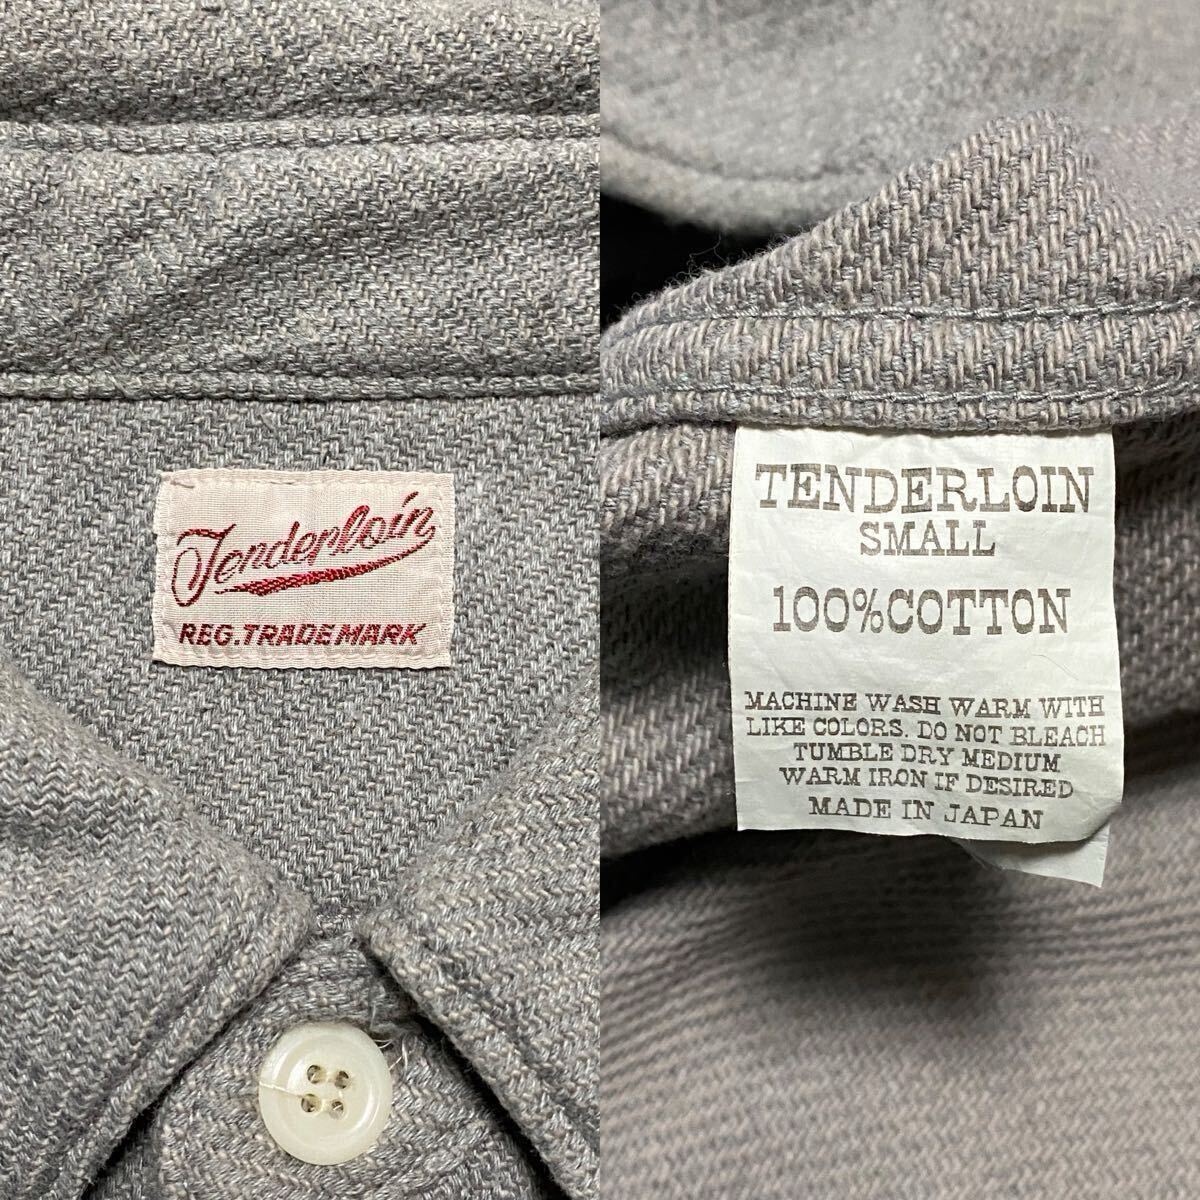 Tenderloin
REG. TRADE MARK
TENDERLOIN
SMALL
100%COTTON
MACHINE WASH WARM WITH
LIKE COLORS. DO NOT BLEACH
TUMBLE DRY MEDIUM
WARM IRON IF DESIRED
MADE IN JAPAN